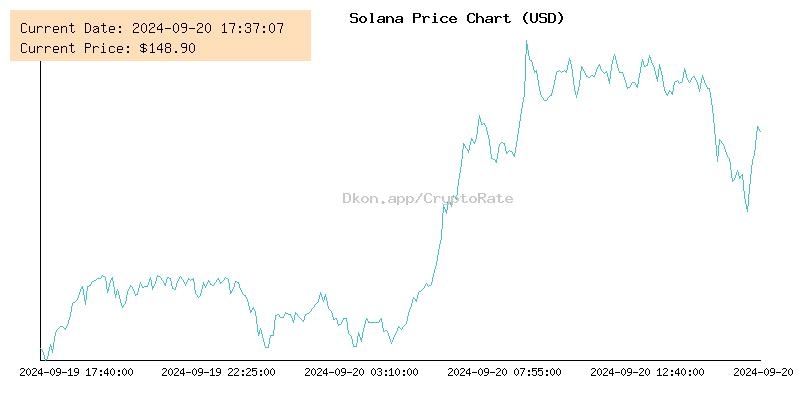 Solana Price Chart (USD)
Current Date: 2024-09-20 17:37:07
Current Price: $148.90
Dkon.app/CryptoRate
2024-09-19 17:40:00
2024-09-19 22:25:00
2024-09-20 03:10:00
2024-09-20 07:55:00
2024-09-20 12:40:00
2024-09-20